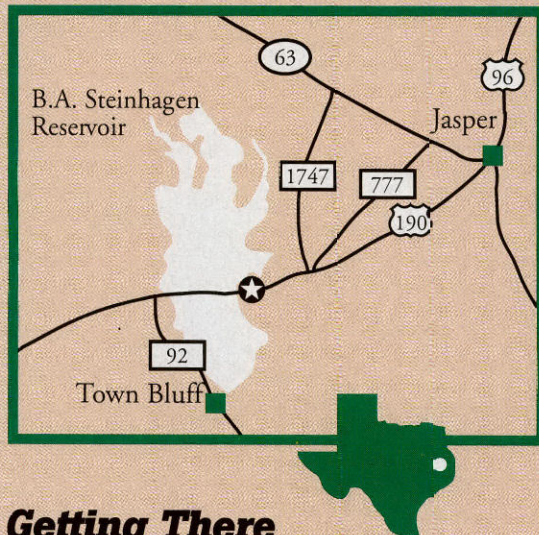 63
96
B.A. Steinhagen
Reservoir
Jasper
1747
777
190
92
Town Bluff
Getting There